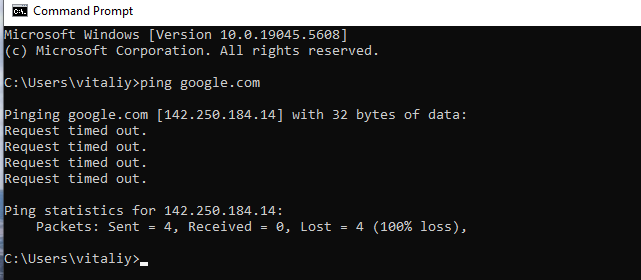 Command Prompt
Microsoft Windows [Version 10.0.19045.5608]
(c) Microsoft Corporation. All rights reserved.
C:\Users\vitaliy>ping google.com
Pinging google.com [142.250.184.14] with 32 bytes of data:
Request timed out.
Request timed out.
Request timed out.
Request timed out.
Ping statistics for 142.250.184.14:
    Packets: Sent = 4, Received = 0, Lost = 4 (100% loss),
C:\Users\vitaliy>